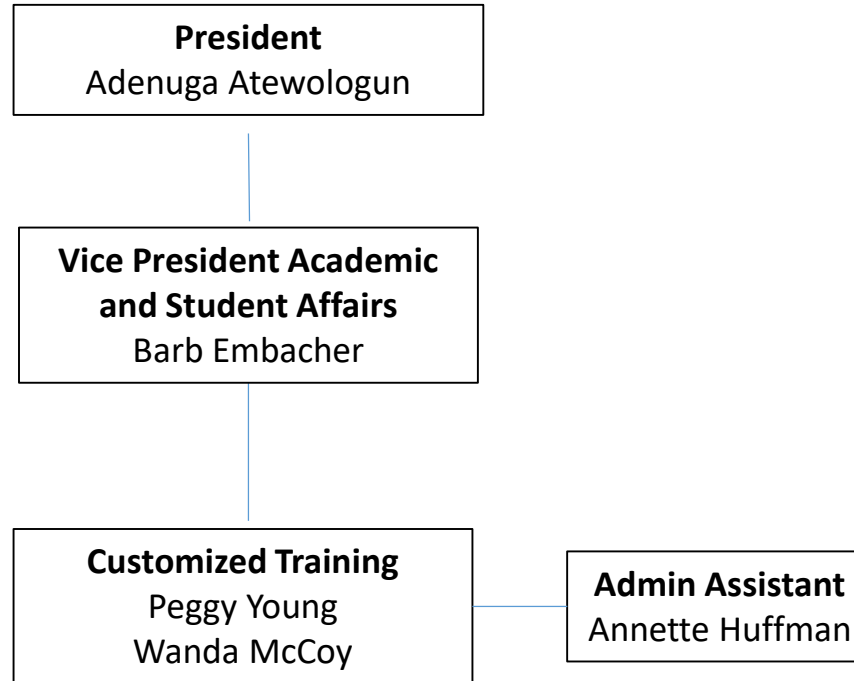 President
Adenuga Atewologun
Vice President Academic
and Student Affairs
Barb Embacher
Customized Training
Peggy Young
Wanda McCoy
Admin Assistant
Annette Huffman